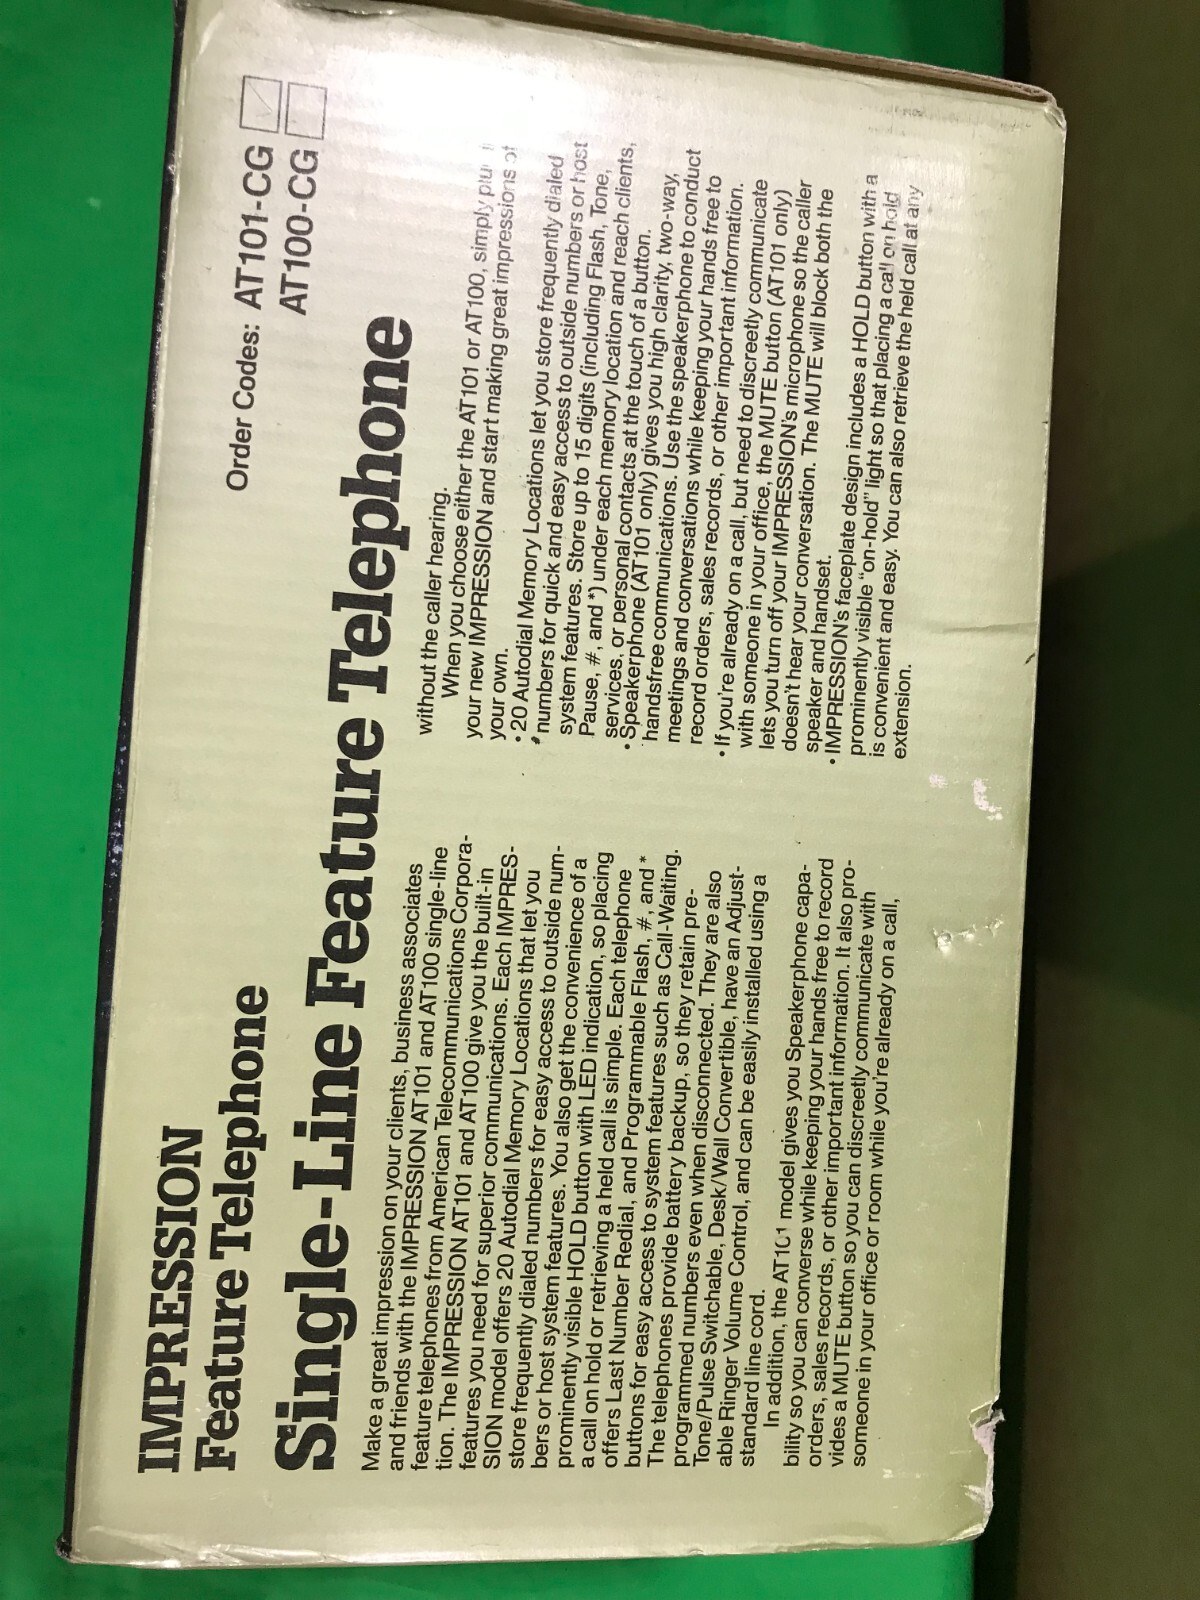 IMPRESSION
Feature Telephone
Order Codes: AT101-CG
AT100-CG
Single-Line Feature Telephone
Make a great impression on your clients, business associates
and friends with the IMPRESSION AT101 and AT100 single-line
feature telephones from American Telecommunications Corpora-
tion. The IMPRESSION AT101 and AT100 give you the built-in
features you need for superior communications. Each IMPRES-
SION model offers 20 Autodial Memory Locations that let you
store frequently dialed numbers for easy access to outside num-
bers or host system features. You also get the convenience of a
prominently visible HOLD button with LED indication, so placing
a call on hold or retrieving a held call is simple. Each telephone
offers Last Number Redial, and Programmable Flash, #, and *
buttons for easy access to system features such as Call-Waiting.
The telephones provide battery backup, so they retain pre-
programmed numbers even when disconnected. They are also
Tone/Pulse Switchable, Desk/Wall Convertible, have an Adjust-
able Ringer Volume Control, and can be easily installed using a
standard line cord.
In addition, the AT101 model gives you Speakerphone capa-
bility so you can converse while keeping your hands free to record
orders, sales records, or other important information. It also pro-
vides a MUTE button so you can discreetly communicate with
someone in your office or room while you're already on a call,
without the caller hearing.
When you choose either the AT101 or AT100, simply
your new IMPRESSION and start making great impressions of
your own.
• 20 Autodial Memory Locations let you store frequently dialed
numbers for quick and easy access to outside numbers or host
system features. Store up to 15 digits (including Flash, Tone,
Pause, #, and *) under each memory location and reach clients,
services, or personal contacts at the touch of a button.
• Speakerphone (AT101 only) gives you high clarity, two-way,
handsfree communications. Use the speakerphone to conduct
meetings and conversations while keeping your hands free to
record orders, sales records, or other important information.
• If you're already on a call, but need to discreetly communicate
with someone in your office, the MUTE button (AT101 only)
lets you turn off your IMPRESSION's microphone so the caller
doesn't hear your conversation. The MUTE will block both the
speaker and handset.
• IMPRESSION's faceplate design includes a HOLD button with a
prominently visible "on-hold" light so that placing a call on hold
is convenient and easy. You can also retrieve the held call at any
extension.